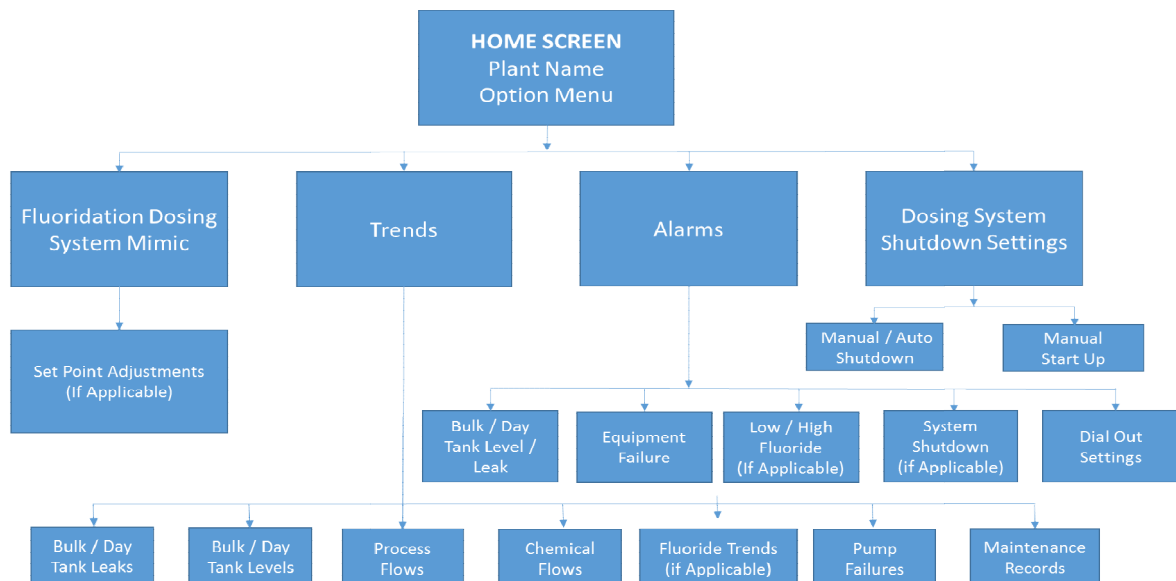 HOME SCREEN
Plant Name
Option Menu
Fluoridation Dosing
System Mimic
Trends
Alarms
Dosing System
Shutdown Settings
Set Point Adjustments
(If Applicable)
Manual / Auto
Shutdown
Manual
Start Up
Bulk / Day
Tank Level /
Leak
Equipment
Failure
Low / High
Fluoride
(If Applicable)
System
Shutdown
(if Applicable)
Dial Out
Settings
Bulk / Day
Tank Leaks
Bulk / Day
Tank Levels
Process
Flows
Chemical
Flows
Fluoride Trends
(if Applicable)
Pump
Failures
Maintenance
Records